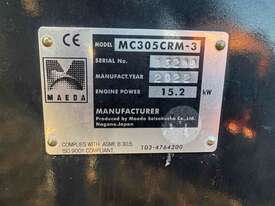 CE
MODEL MC305CRM-3
SERIAL NO.
MANUFACT.YEAR 2022
ENGINE POWER 15.2 kW
MAEDA
MANUFACTURER
Produced by Maeda Seisakusho Co.,Ltd.
Nagano,Japan
COMPLIES WITH ASME B 30.5
ISO 9001 COMPLIANT
103-4764200